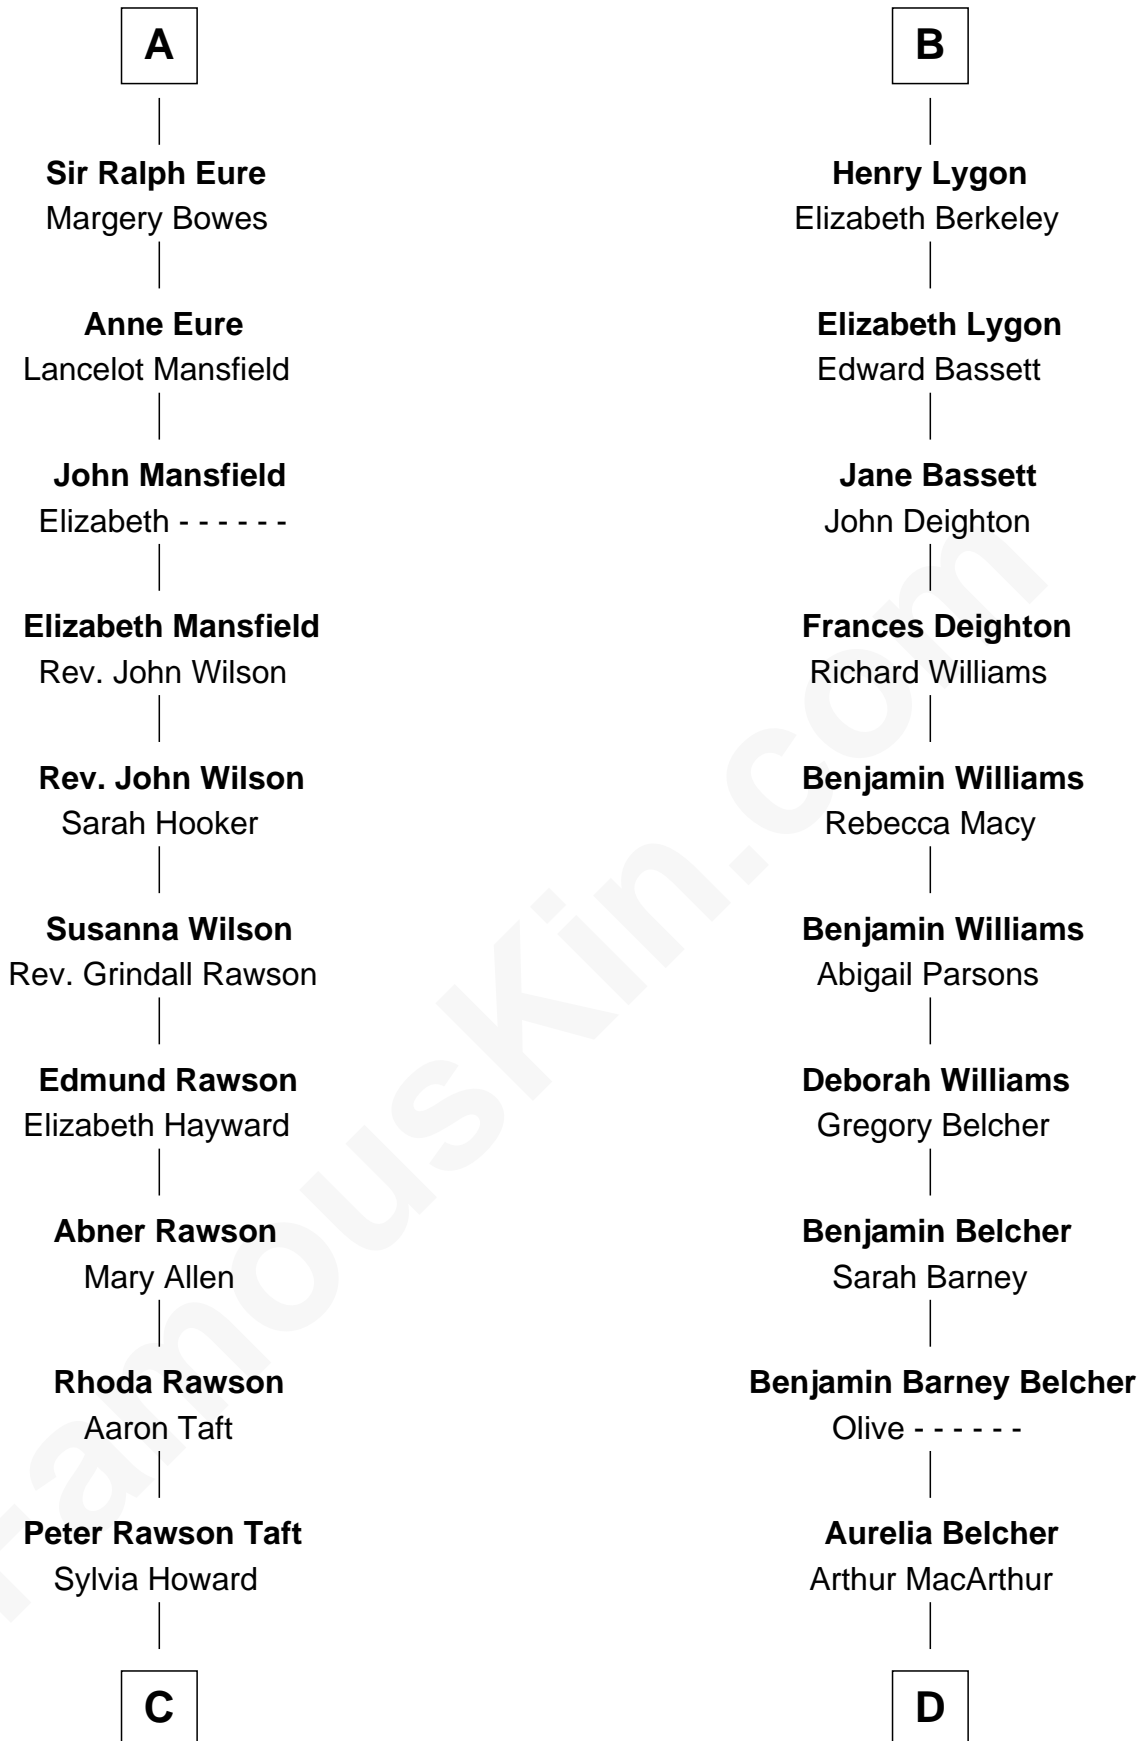 A
Sir Ralph Eure
Margery Bowes
Anne Eure
Lancelot Mansfield
John Mansfield
Elizabeth - - - - - -
Elizabeth Mansfield
Rev. John Wilson
Rev. John Wilson
Sarah Hooker
Susanna Wilson
Rev. Grindall Rawson
Edmund Rawson
Elizabeth Hayward
Abner Rawson
Mary Allen
Rhoda Rawson
Aaron Taft
Peter Rawson Taft
Sylvia Howard
C
B
Henry Lygon
Elizabeth Berkeley
Elizabeth Lygon
Edward Bassett
Jane Bassett
John Deighton
Frances Deighton
Richard Williams
Benjamin Williams
Rebecca Macy
Benjamin Williams
Abigail Parsons
Deborah Williams
Gregory Belcher
Benjamin Belcher
Sarah Barney
Benjamin Barney Belcher
Olive - - - - - -
Aurelia Belcher
Arthur MacArthur
D
FamousKin.com